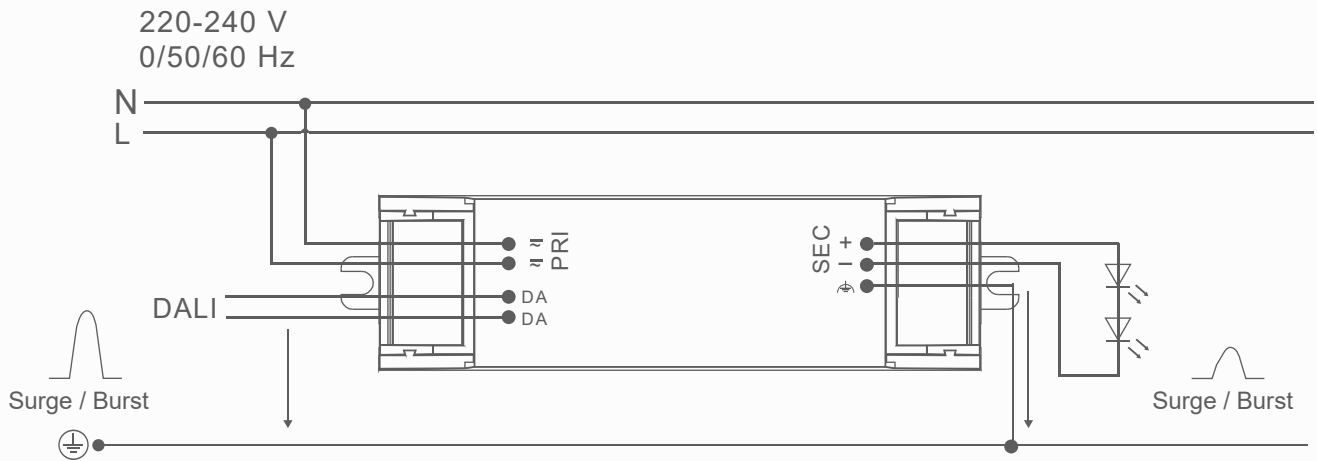 220-240 V
0/50/60 Hz
N
L
PRI
SEC
+
−
DALI
DA
DA
Surge / Burst
Surge / Burst